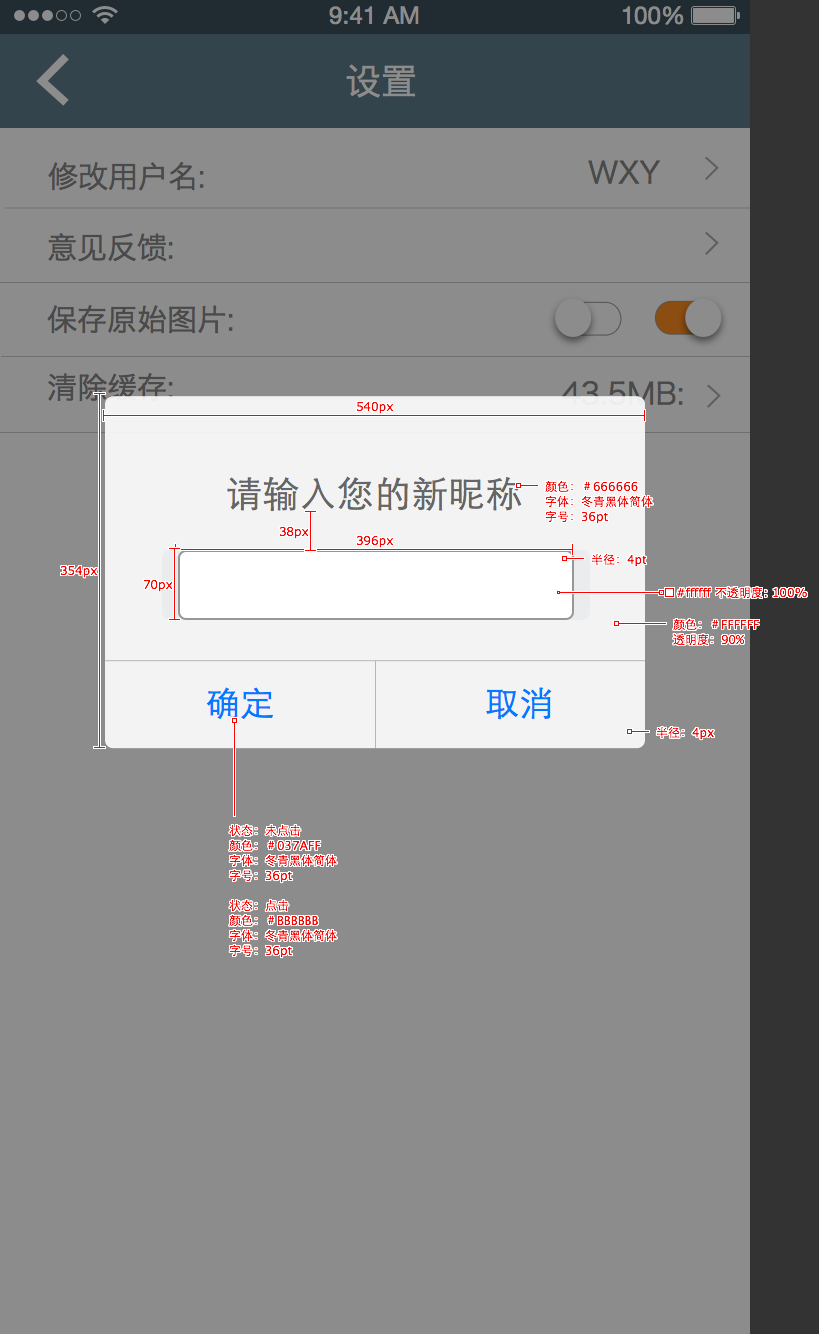 9:41 AM 100%
设置
修改用户名: WXY
意见反馈:
保存原始图片:
清除缓存: 43.5MB:
540px
请输入您的新昵称
颜色: #666666
字体: 冬青黑体简体
字号: 36pt
38px
396px
半径: 4pt
354px
70px
#ffffff 不透明度: 100%
颜色: #FFFFFF
透明度: 90%
确定 取消
半径: 4px
状态: 未点击
颜色: #037AFF
字体: 冬青黑体简体
字号: 36pt
状态: 点击
颜色: #BBBBBB
字体: 冬青黑体简体
字号: 36pt